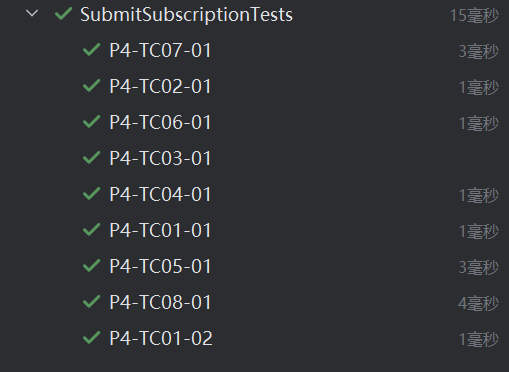 SubmitSubscriptionTests 15毫秒
P4-TC07-01 3毫秒
P4-TC02-01 1毫秒
P4-TC06-01 1毫秒
P4-TC03-01
P4-TC04-01 1毫秒
P4-TC01-01 1毫秒
P4-TC05-01 3毫秒
P4-TC08-01 4毫秒
P4-TC01-02 1毫秒